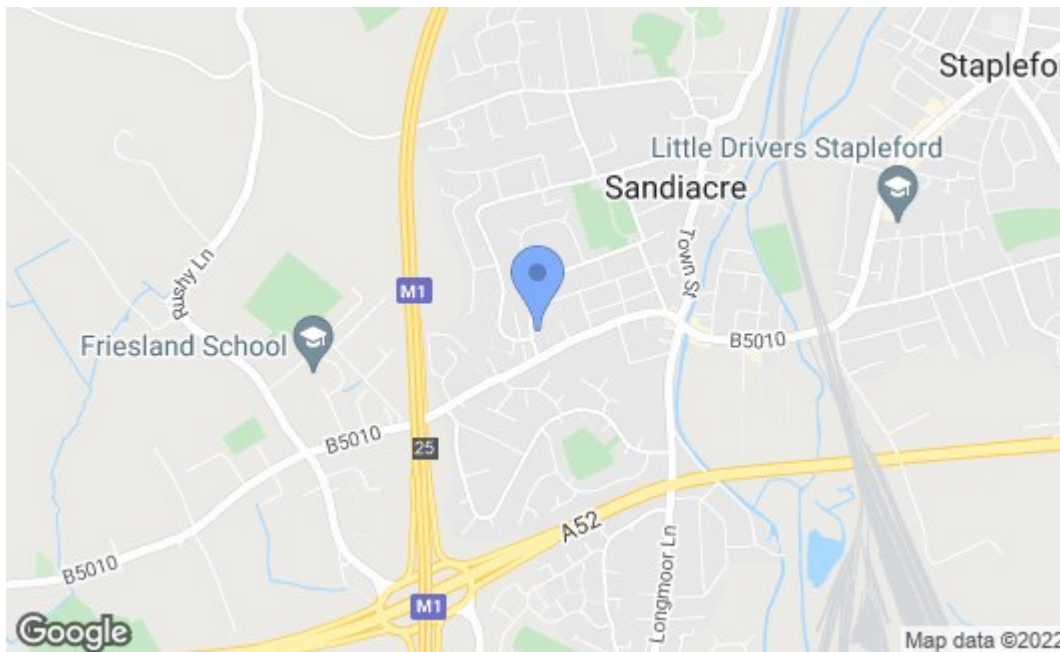 Staplefor
Little Drivers Stapleford
Sandiacre
Rushy Ln
Town St
M1
Friesland School
B5010
B5010
25
A52
B5010
Longmoor Ln
M1
Google
Map data ©2022